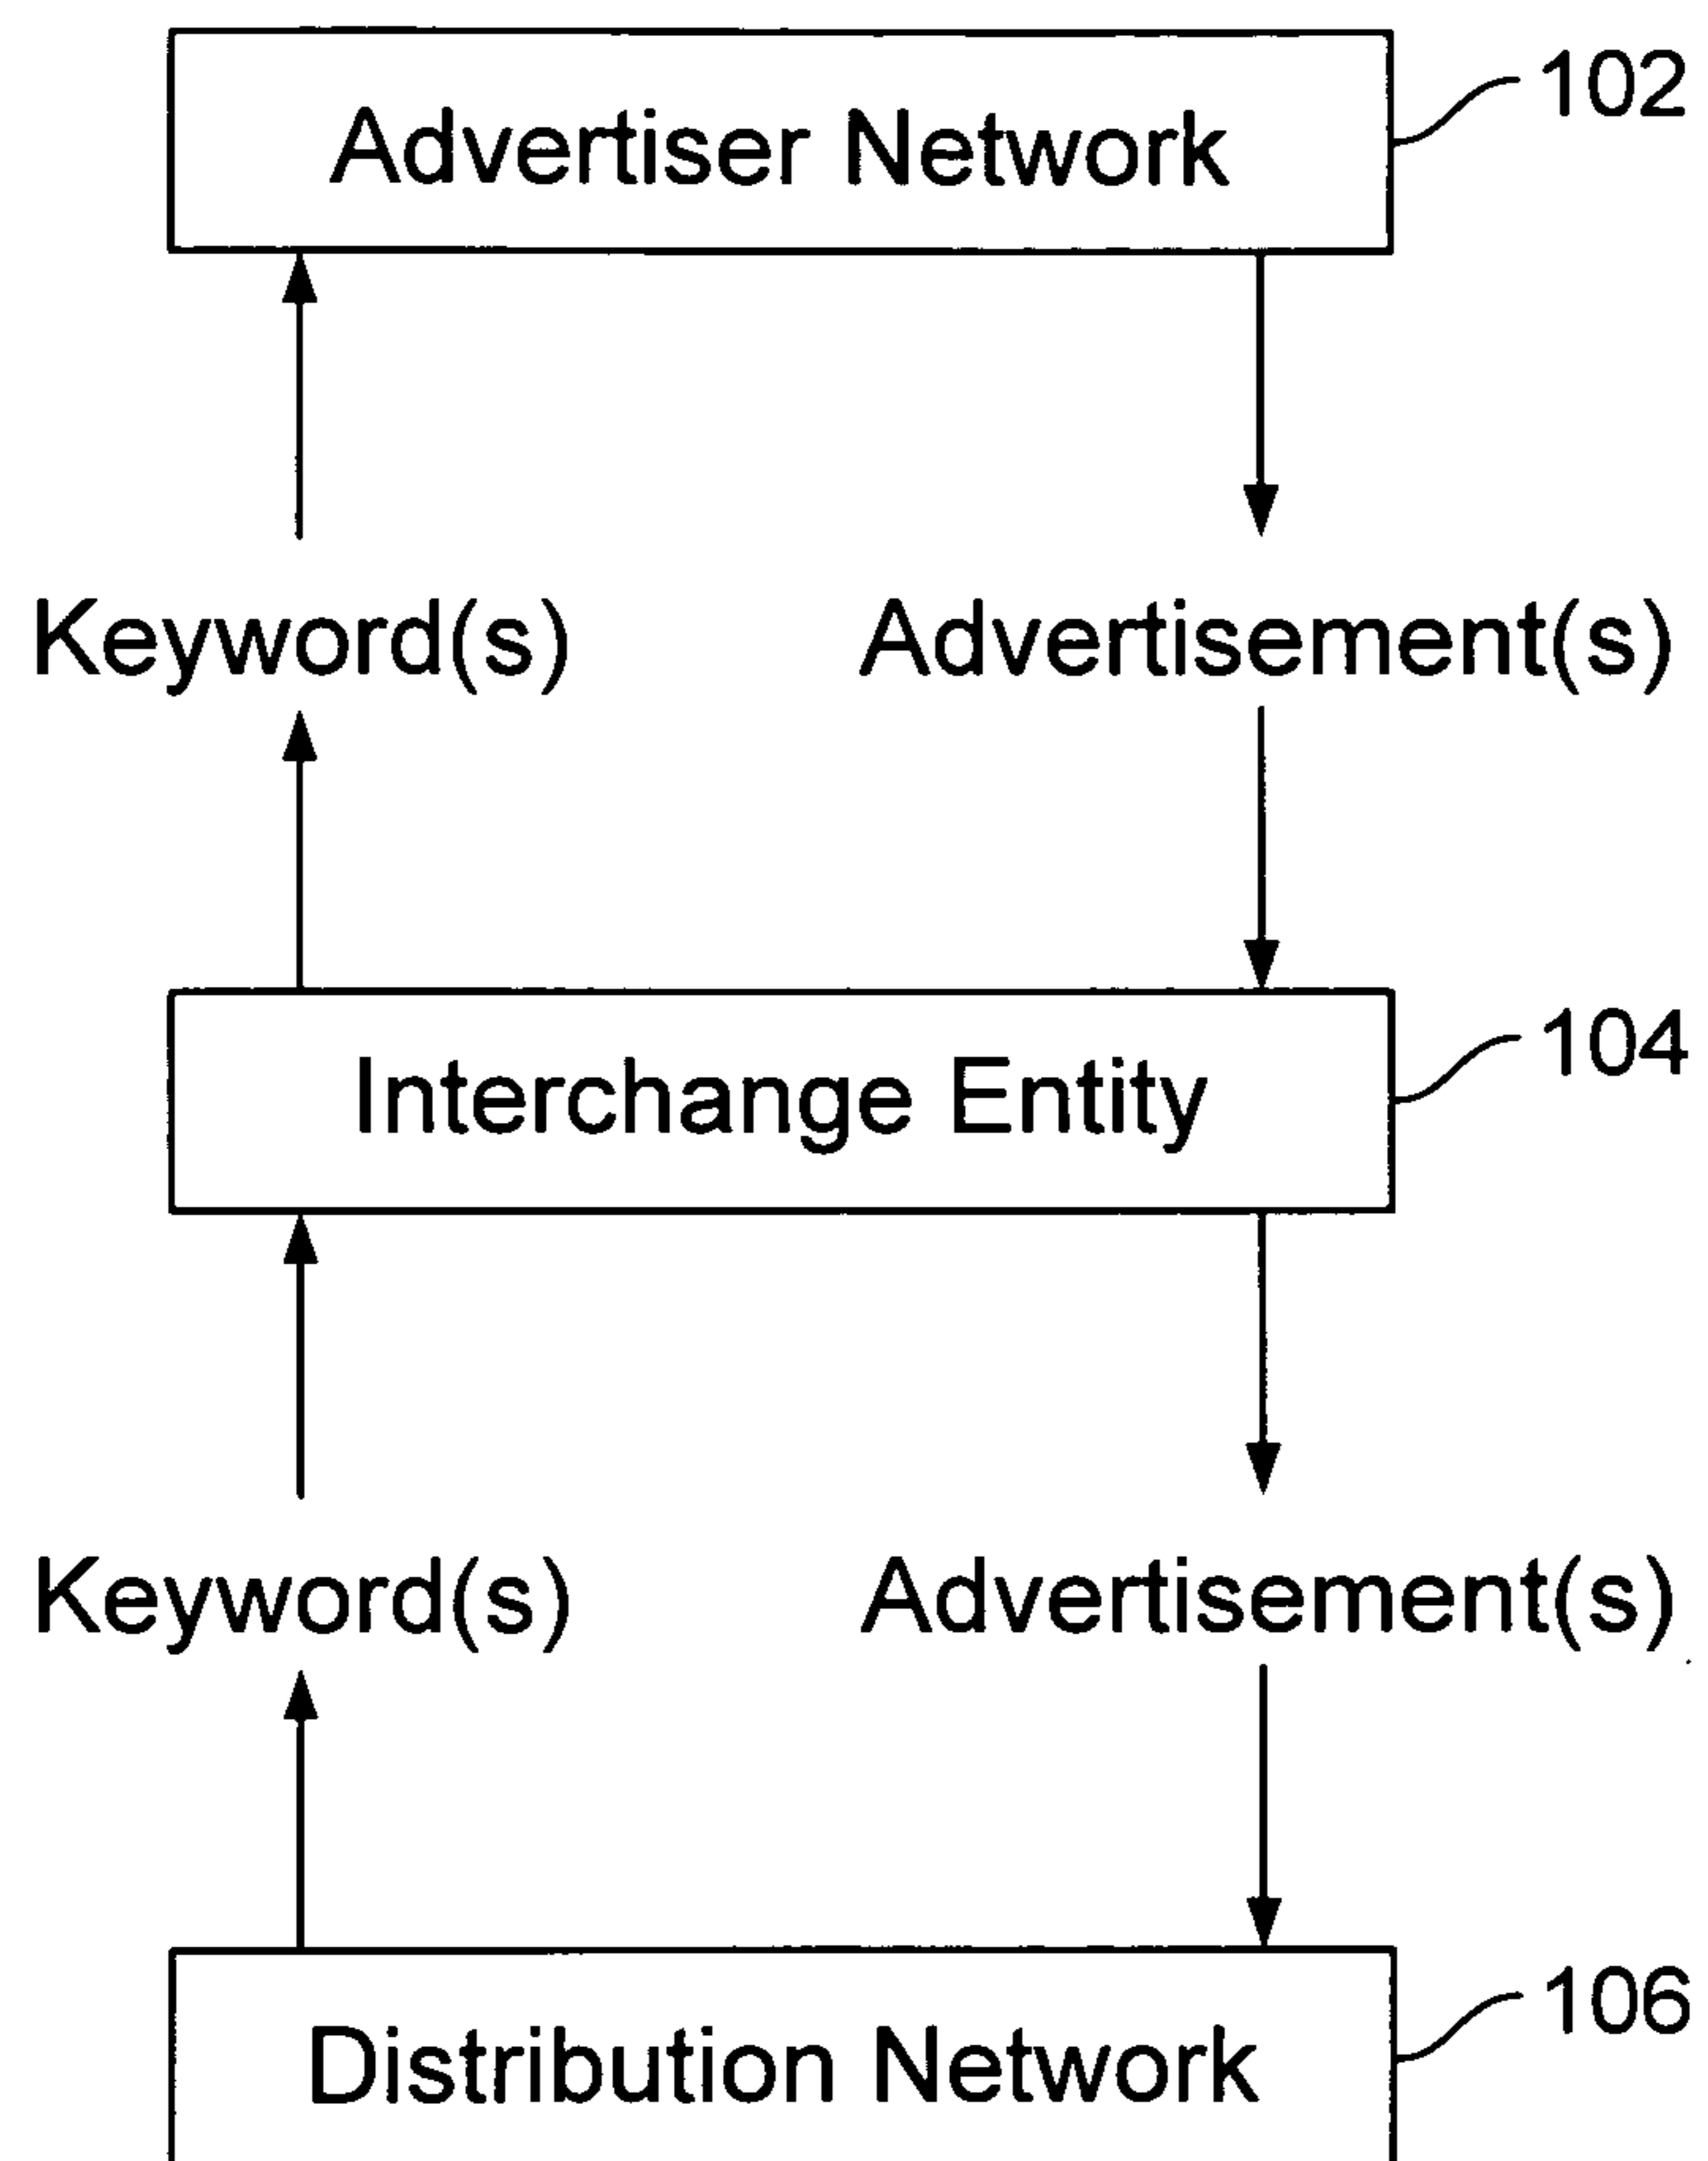 Advertiser Network
102
Keyword(s)
Advertisement(s)
Interchange Entity
104
Keyword(s)
Advertisement(s)
Distribution Network
106